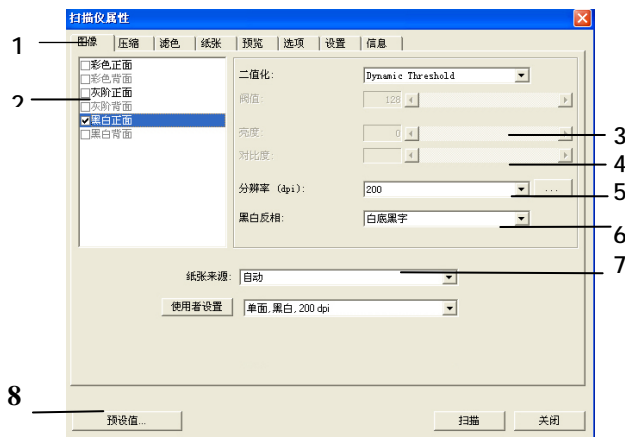 扫描仪属性
1
图像 压缩 滤色 纸张 预览 选项 设置 信息
2
彩色正面
彩色背面
灰阶正面
灰阶背面
黑白正面
黑白背面
二值化: Dynamic Threshold
阀值: 128
亮度: 0
3
对比度:
4
分辨率 (dpi): 200 ...
5
黑白反相: 白底黑字
6
7
纸张来源: 自动
使用者设置 单面,黑白,200 dpi
8
预设值... 扫描 关闭